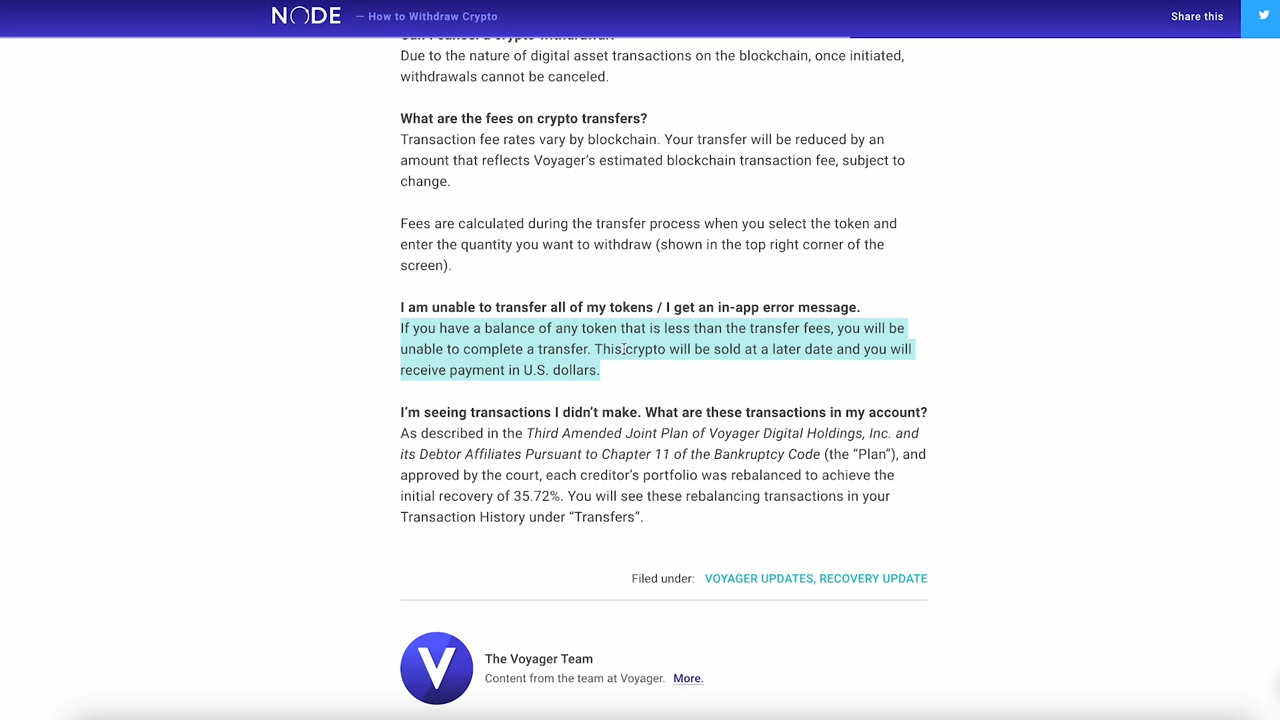 NODE — How to Withdraw Crypto
Share this
Can I cancel a crypto withdrawal?
Due to the nature of digital asset transactions on the blockchain, once initiated,
withdrawals cannot be canceled.
What are the fees on crypto transfers?
Transaction fee rates vary by blockchain. Your transfer will be reduced by an
amount that reflects Voyager’s estimated blockchain transaction fee, subject to
change.
Fees are calculated during the transfer process when you select the token and
enter the quantity you want to withdraw (shown in the top right corner of the
screen).
I am unable to transfer all of my tokens / I get an in-app error message.
If you have a balance of any token that is less than the transfer fees, you will be
unable to complete a transfer. This crypto will be sold at a later date and you will
receive payment in U.S. dollars.
I’m seeing transactions I didn’t make. What are these transactions in my account?
As described in the Third Amended Joint Plan of Voyager Digital Holdings, Inc. and
its Debtor Affiliates Pursuant to Chapter 11 of the Bankruptcy Code (the “Plan”), and
approved by the court, each creditor’s portfolio was rebalanced to achieve the
initial recovery of 35.72%. You will see these rebalancing transactions in your
Transaction History under “Transfers”.
Filed under: VOYAGER UPDATES, RECOVERY UPDATE
V
The Voyager Team
Content from the team at Voyager. More.